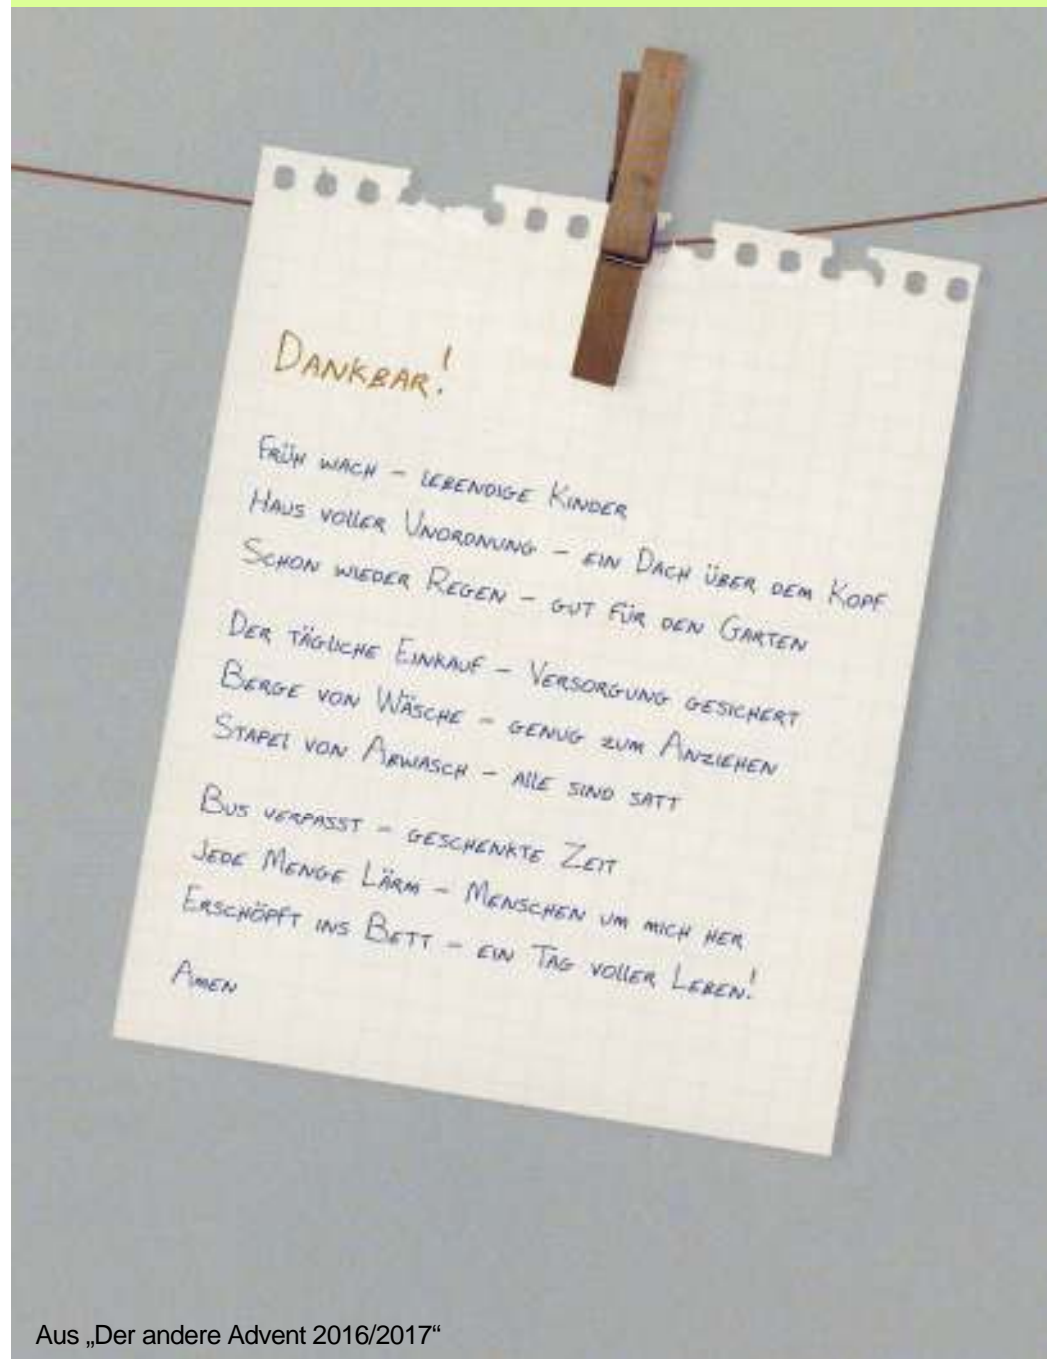 DANKBAR!
FRÜH WACH – LEBENDIGE KINDER
HAUS VOLLER UNORDNUNG – EIN DACH ÜBER DEM KOPF
SCHON WIEDER REGEN – GUT FÜR DEN GARTEN
DER TÄGLICHE EINKAUF – VERSORGUNG GESICHERT
BERGE VON WÄSCHE – GENUG ZUM ANZIEHEN
STAPEL VON ABWASCH – ALLE SIND SATT
BUS VERPASST – GESCHENKTE ZEIT
JEDE MENGE LÄRM – MENSCHEN UM MICH HER
ERSCHÖPFT INS BETT – EIN TAG VOLLER LEBEN!
AMEN
Aus „Der andere Advent 2016/2017“